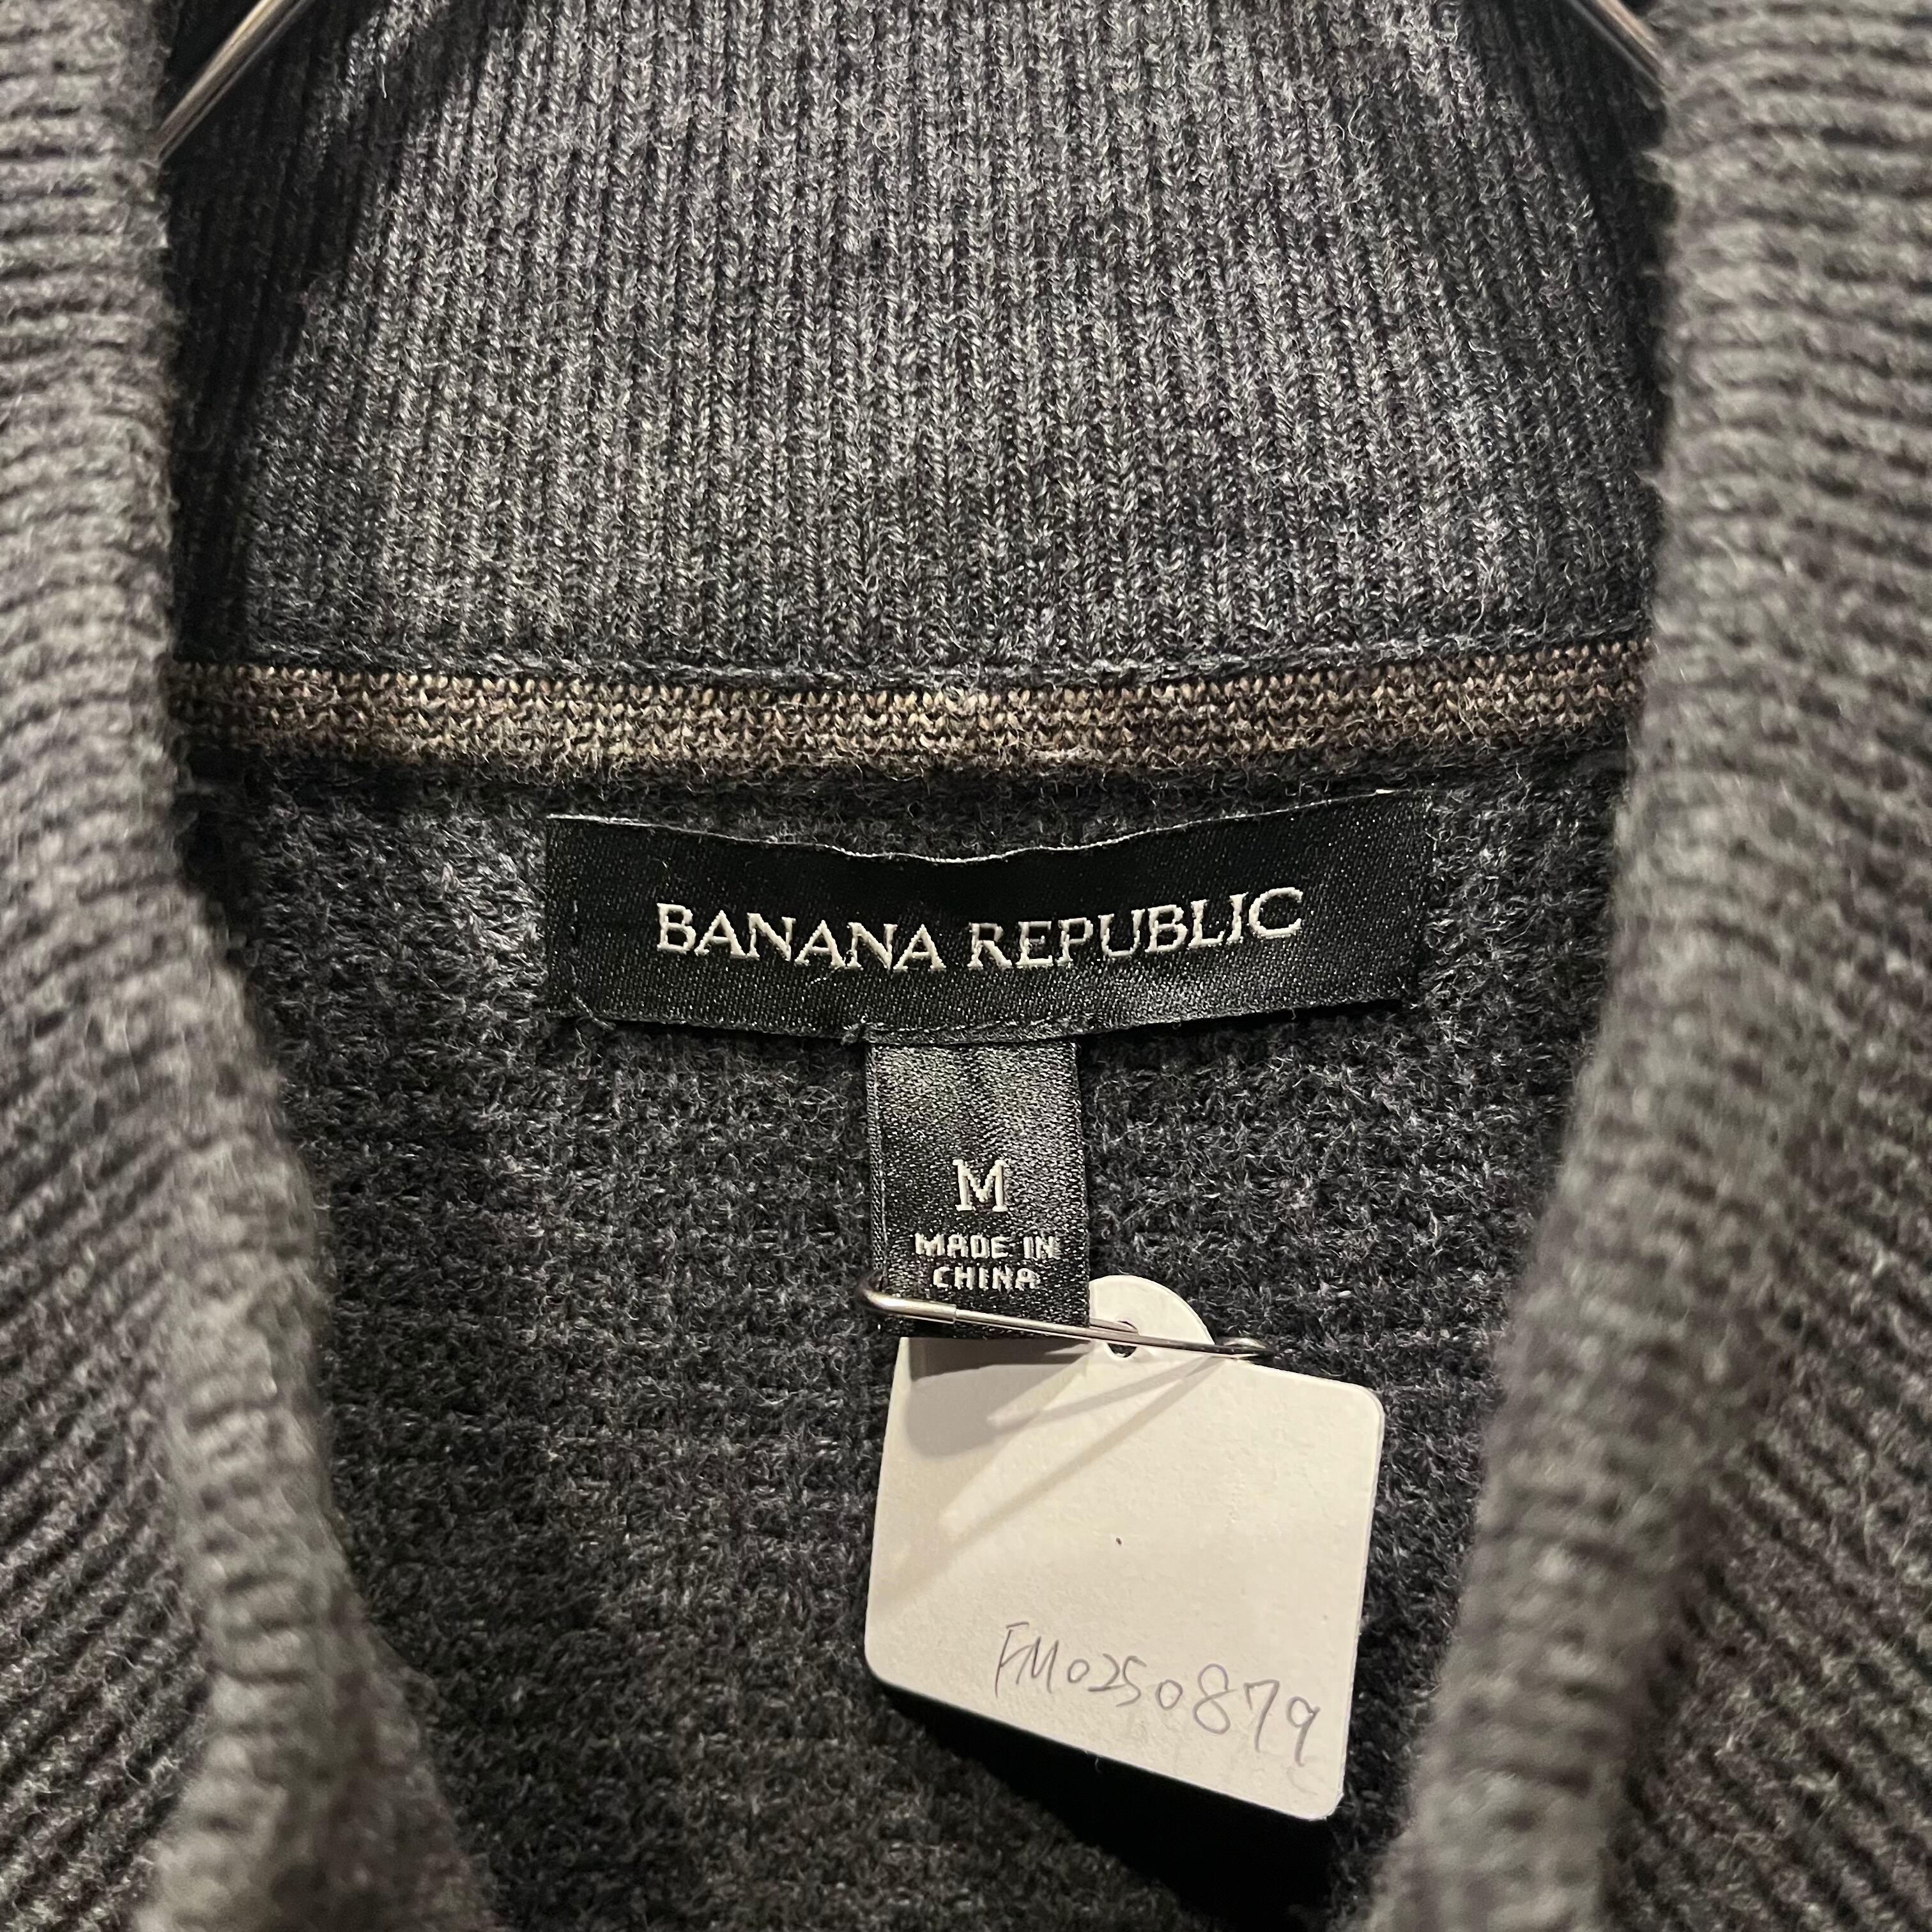 BANANA REPUBLIC
M
MADE IN
CHINA
FM0250879